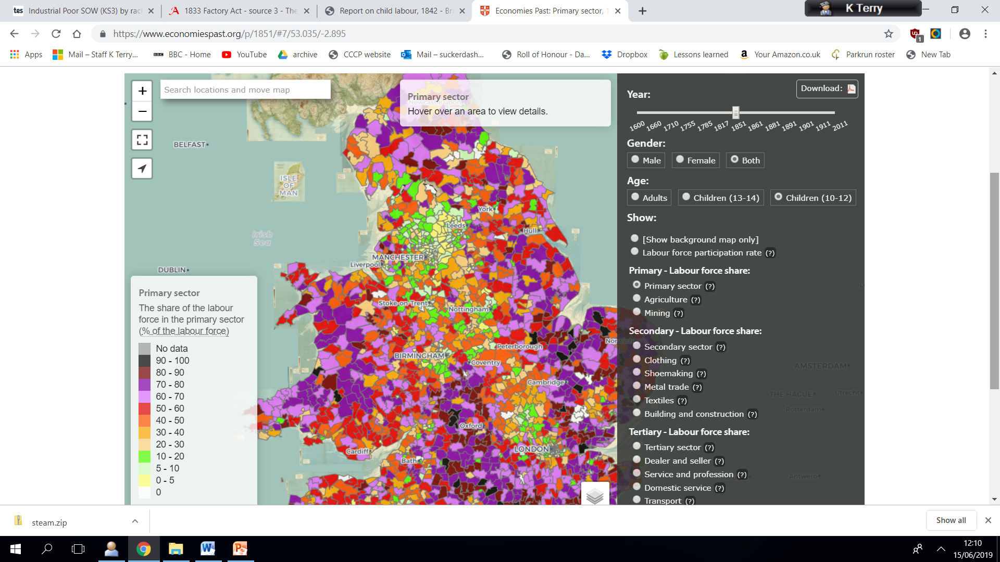 Industrial Poor SOW (KS3) by rac
1833 Factory Act - source 3 - The
Report on child labour, 1842 - Bri
Economies Past: Primary sector, 1
K Terry
https://www.economiespast.org/p/1851/#7/53.035/-2.895
Apps
Mail – Staff K Terry...
BBC - Home
YouTube
archive
CCCP website
Mail – suckerdash...
Roll of Honour - Da...
Dropbox
Lessons learned
Your Amazon.co.uk
Parkrun roster
New Tab
+
−
Search locations and move map
Primary sector
Hover over an area to view details.
BELFAST
ISLE
OF
MAN
Irish
Sea
DUBLIN
York
Leeds
Hull
MANCHESTER
Liverpool
Stoke-on-Trent
Nottingham
Peterborough
Norwich
BIRMINGHAM
Coventry
Cambridge
Oxford
LONDON
Cardiff
Bath
AMSTERDAM
THE HAGUE
Utrecht
Rotterdam
Antwerp
Primary sector
The share of the labour
force in the primary sector
(% of the labour force)
No data
90 - 100
80 - 90
70 - 80
60 - 70
50 - 60
40 - 50
30 - 40
20 - 30
10 - 20
5 - 10
0 - 5
0
Download:
Year:
1600 1660 1710 1755 1785 1817 1851 1861 1881 1891 1901 1911 2011
Gender:
Male Female Both
Age:
Adults Children (13-14) Children (10-12)
Show:
[Show background map only]
Labour force participation rate (?)
Primary - Labour force share:
Primary sector (?)
Agriculture (?)
Mining (?)
Secondary - Labour force share:
Secondary sector (?)
Clothing (?)
Shoemaking (?)
Metal trade (?)
Textiles (?)
Building and construction (?)
Tertiary - Labour force share:
Tertiary sector (?)
Dealer and seller (?)
Service and profession (?)
Domestic service (?)
Transport (?)
steam.zip
Show all
12:10
15/06/2019